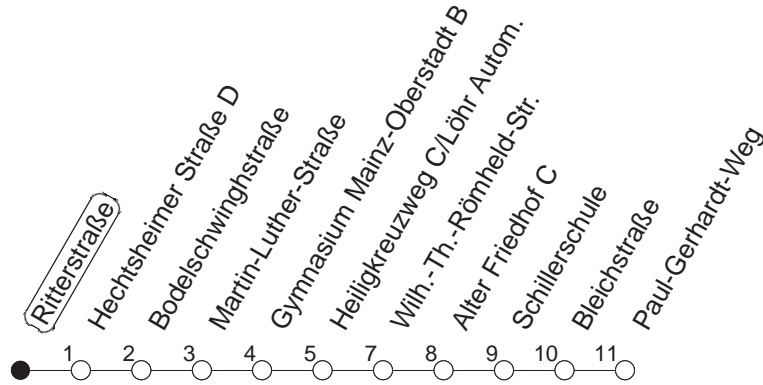 Ritterstraße
Hechtsheimer Straße D
Bodelschwinghstraße
Martin-Luther-Straße
Gymnasium Mainz-Oberstadt B
Heiligkreuzweg C/Löhr Autom.
Wilh.-Th.-Römheld-Str.
Alter Friedhof C
Schillerschule
Bleichstraße
Paul-Gerhardt-Weg
1 2 3 4 5 7 8 9 10 11